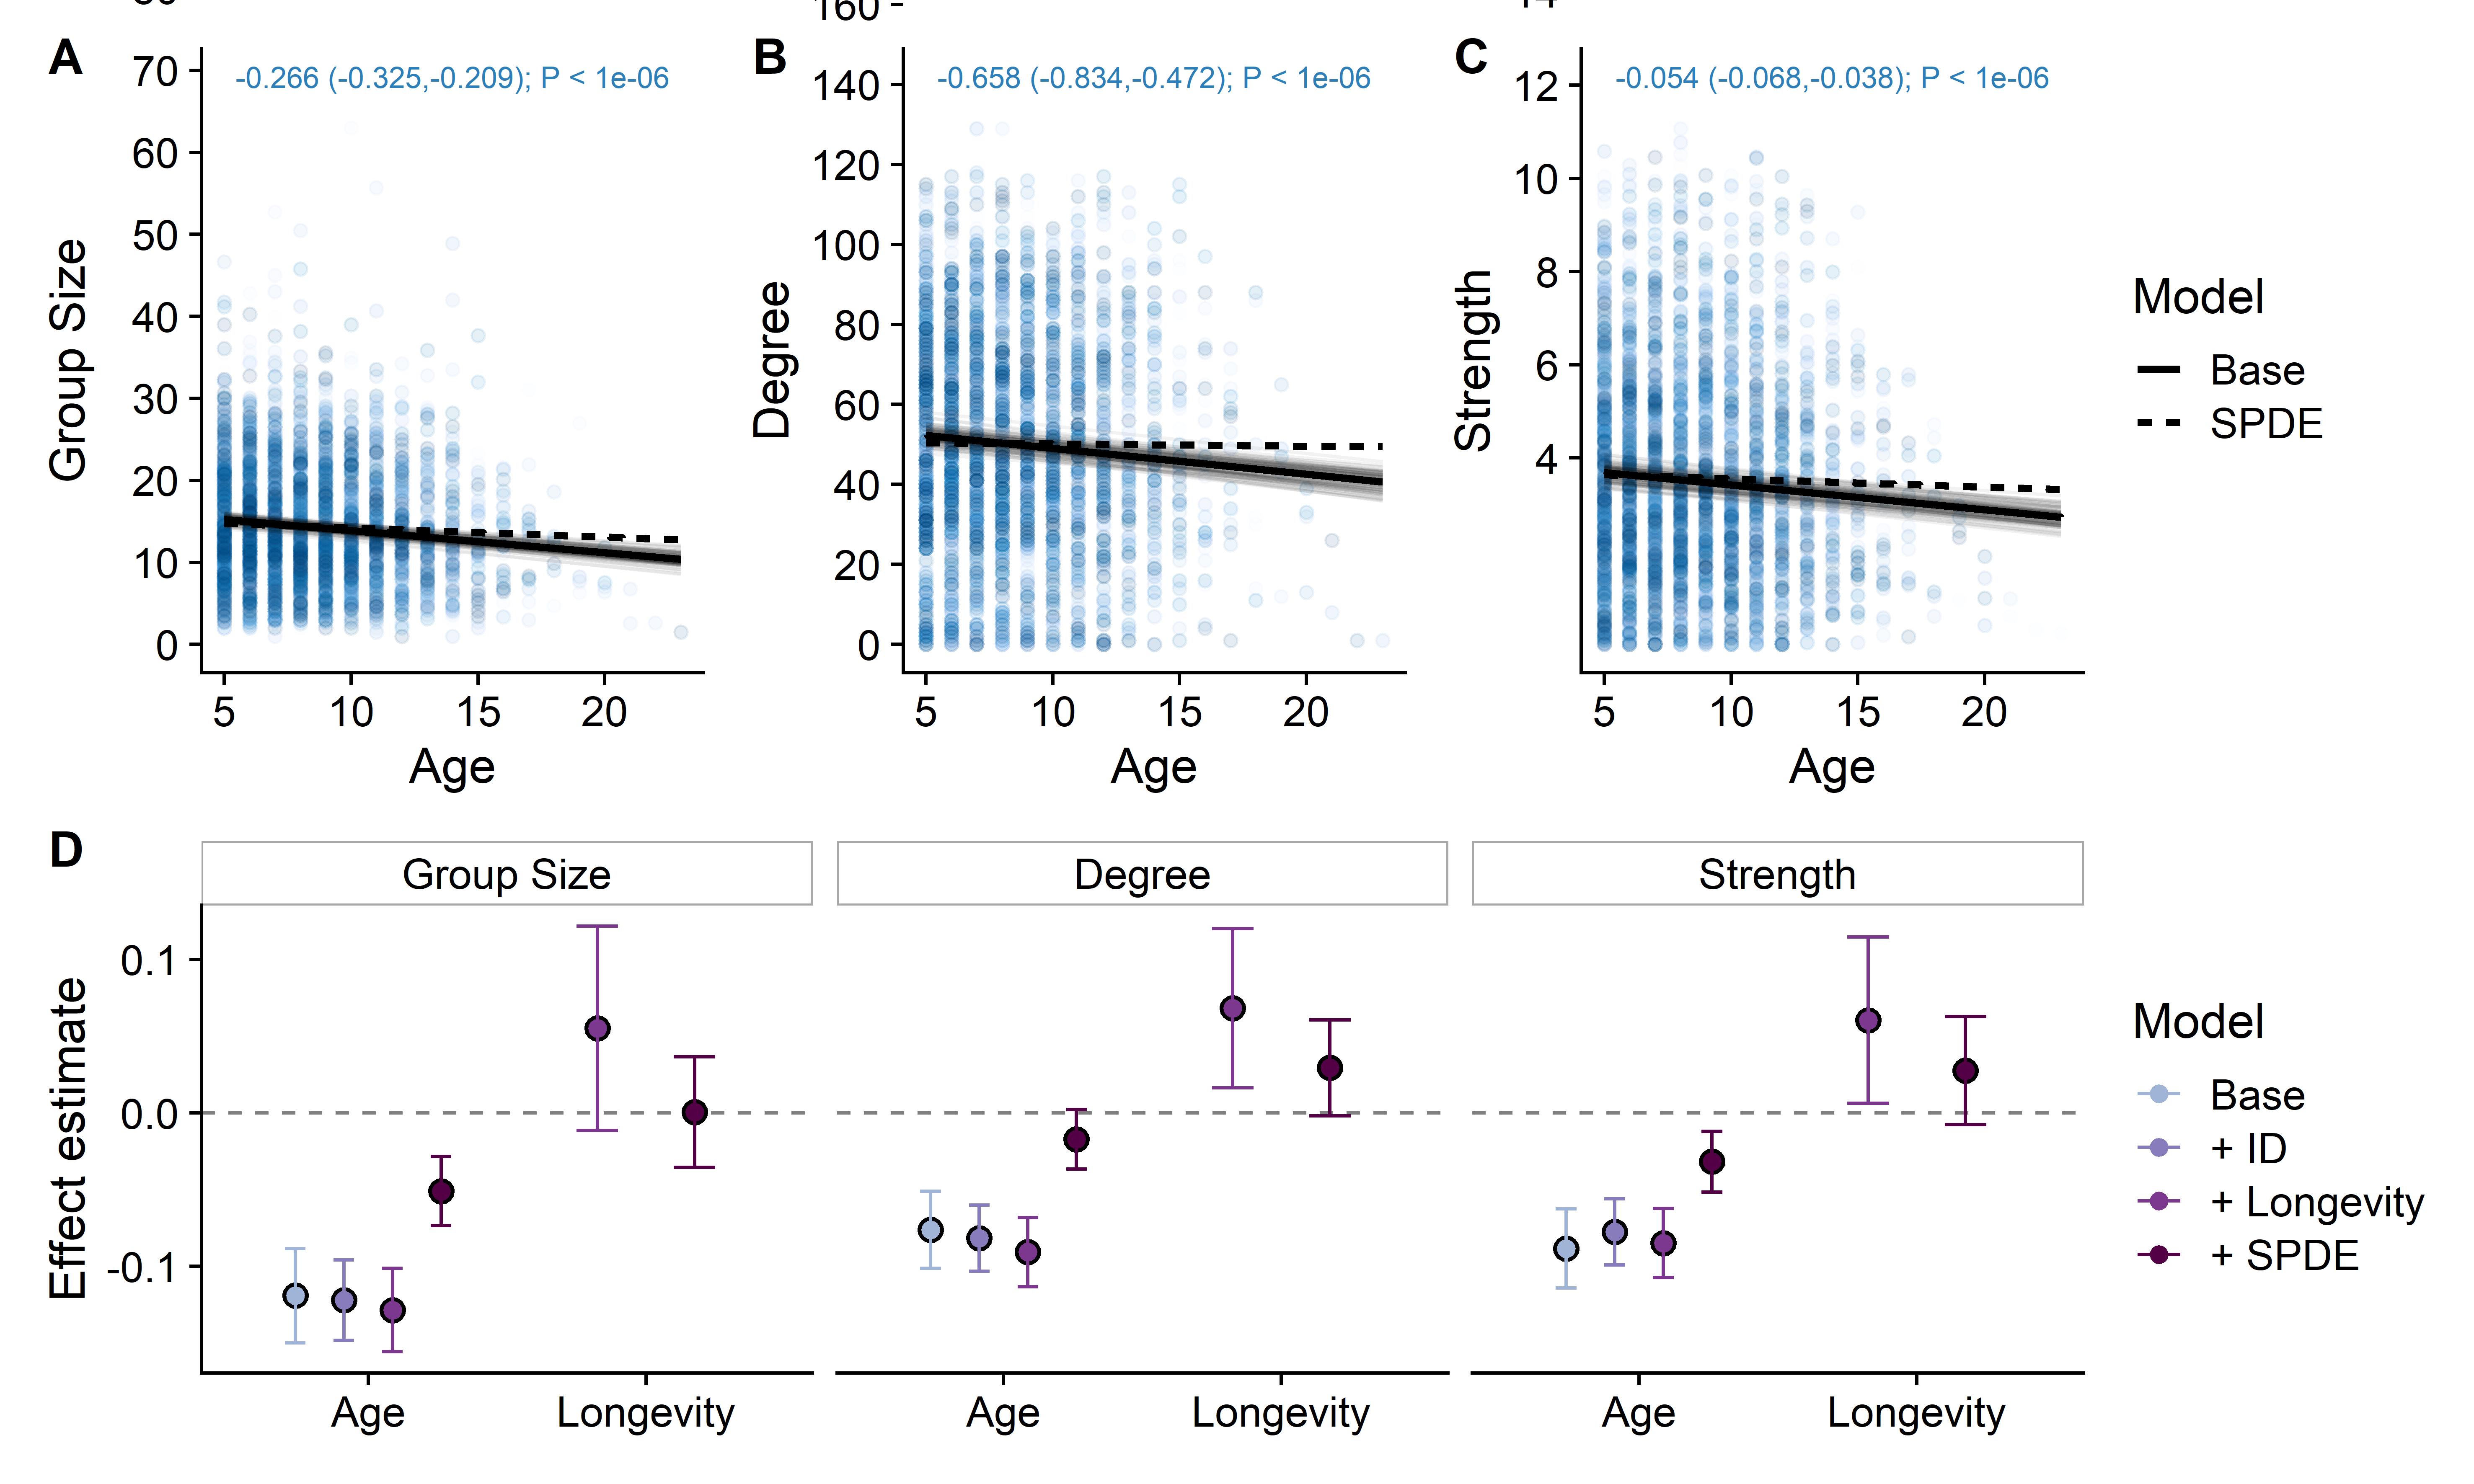 A
-0.266 (-0.325,-0.209); P < 1e-06
70
60
50
40
30
20
10
0
Group Size
5 10 15 20
Age
160
B
-0.658 (-0.834,-0.472); P < 1e-06
140
120
100
80
60
40
20
0
Degree
5 10 15 20
Age
C
-0.054 (-0.068,-0.038); P < 1e-06
12
10
8
6
4
Strength
5 10 15 20
Age
Model
Base
SPDE
D
Group Size Degree Strength
Effect estimate
0.1
0.0
-0.1
Age Longevity Age Longevity Age Longevity
Model
Base
+ ID
+ Longevity
+ SPDE